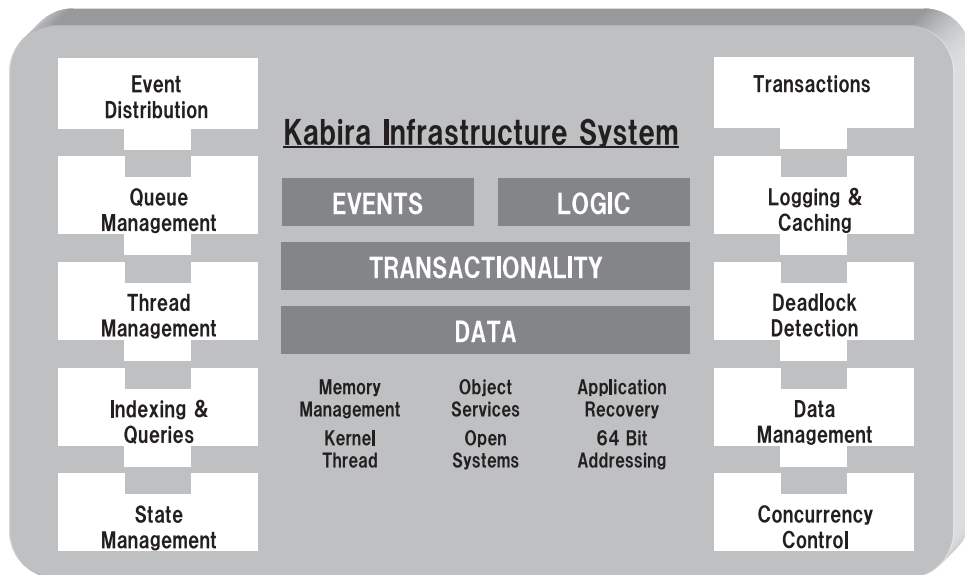 Event
Distribution
Queue
Management
Thread
Management
Indexing &
Queries
State
Management
Kabira Infrastructure System
EVENTS
LOGIC
TRANSACTIONALITY
DATA
Memory
Management
Object
Services
Application
Recovery
Kernel
Thread
Open
Systems
64 Bit
Addressing
Transactions
Logging &
Caching
Deadlock
Detection
Data
Management
Concurrency
Control